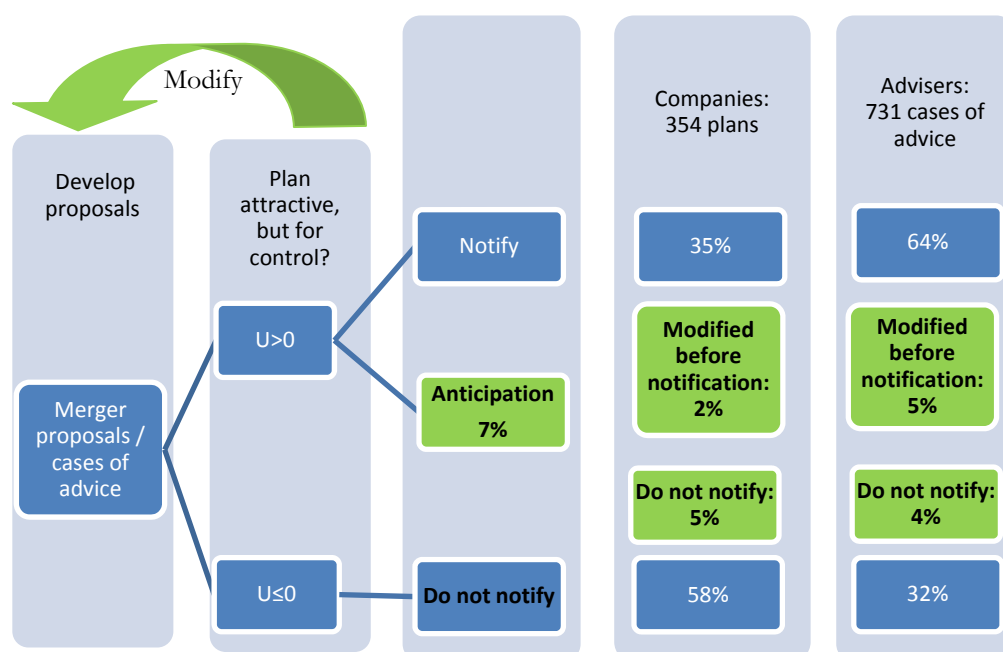 Modify
Develop
proposals
Merger
proposals /
cases of
advice
Plan
attractive,
but for
control?
U>0
U≤0
Notify
Anticipation
7%
Do not notify
Companies:
354 plans
35%
Modified
before
notification:
2%
Do not notify:
5%
58%
Advisers:
731 cases of
advice
64%
Modified
before
notification:
5%
Do not notify:
4%
32%